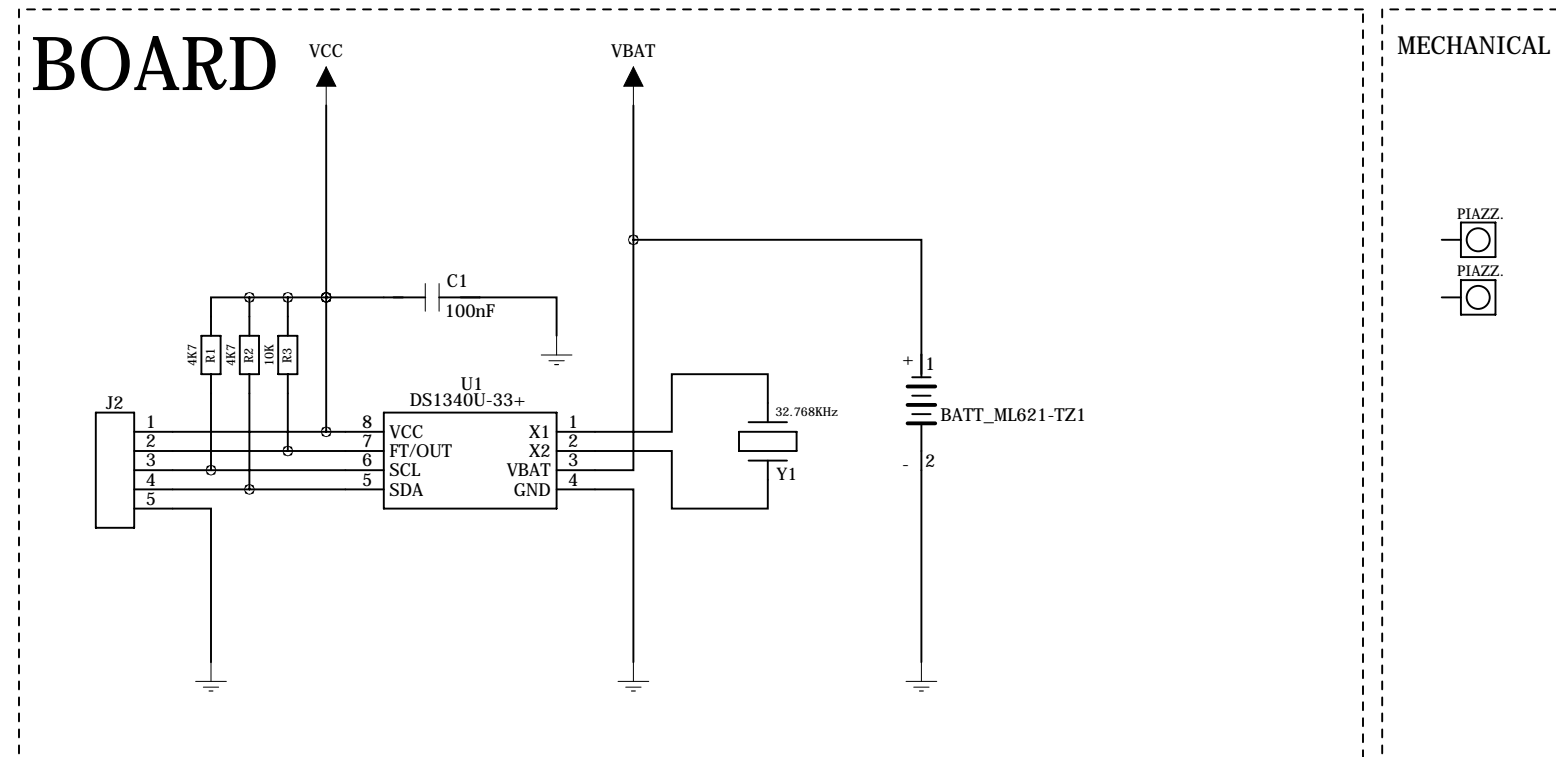 BOARD
VCC
VBAT
MECHANICAL
PIAZZ.
PIAZZ.
C1
100nF
4K7
R1
4K7
R2
10K
R3
U1
DS1340U-33+
J2
1
2
3
4
5
8
7
6
5
VCC
FT/OUT
SCL
SDA
X1
X2
VBAT
GND
1
2
3
4
32.768KHz
Y1
+
1
BATT_ML621-TZ1
-
2